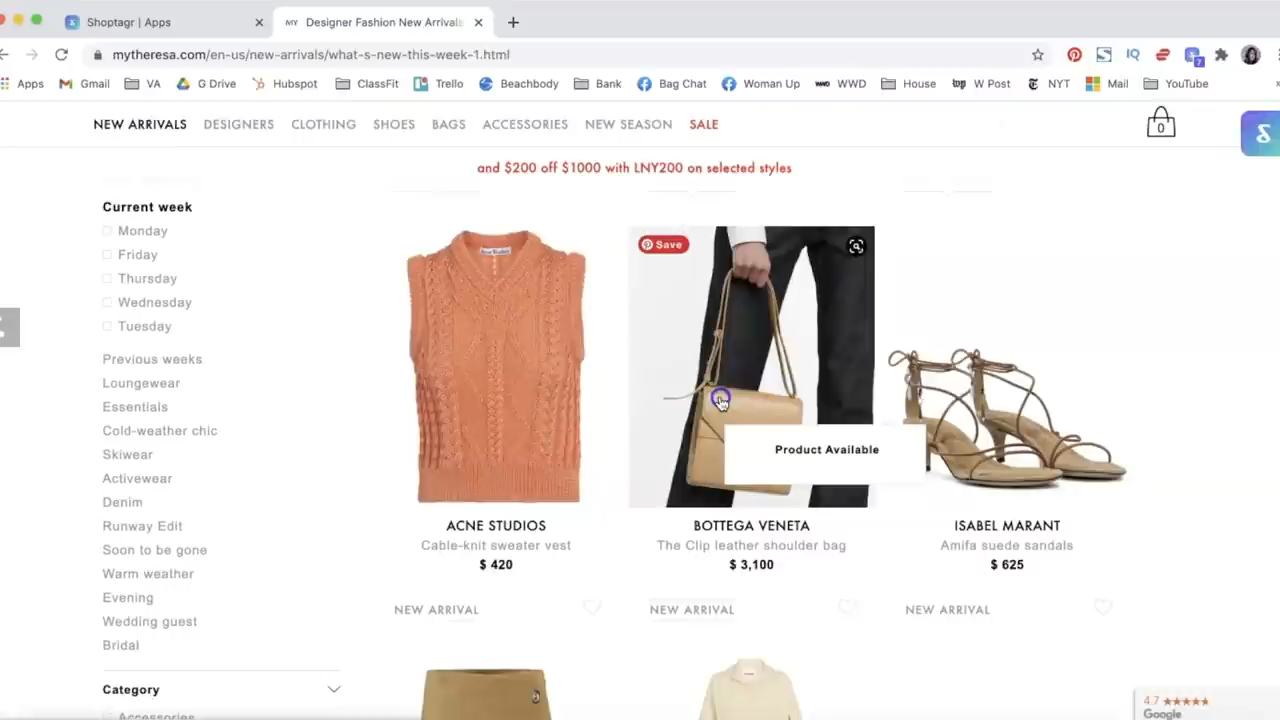 Shoptagr | Apps
MY Designer Fashion New Arrivals
mytheresa.com/en-us/new-arrivals/what-s-new-this-week-1.html
IQ
7
Apps Gmail VA G Drive Hubspot ClassFit Trello Beachbody Bank Bag Chat Woman Up WWD WWD House wp W Post NYT Mail YouTube
NEW ARRIVALS DESIGNERS CLOTHING SHOES BAGS ACCESSORIES NEW SEASON SALE
0
and $200 off $1000 with LNY200 on selected styles
Current week
Monday
Friday
Thursday
Wednesday
Tuesday
Previous weeks
Loungewear
Essentials
Cold-weather chic
Skiwear
Activewear
Denim
Runway Edit
Soon to be gone
Warm weather
Evening
Wedding guest
Bridal
Category
Accessories
Save
Product Available
ACNE STUDIOS
Cable-knit sweater vest
$ 420
BOTTEGA VENETA
The Clip leather shoulder bag
$ 3,100
ISABEL MARANT
Amifa suede sandals
$ 625
NEW ARRIVAL
NEW ARRIVAL
NEW ARRIVAL
4.7
Google